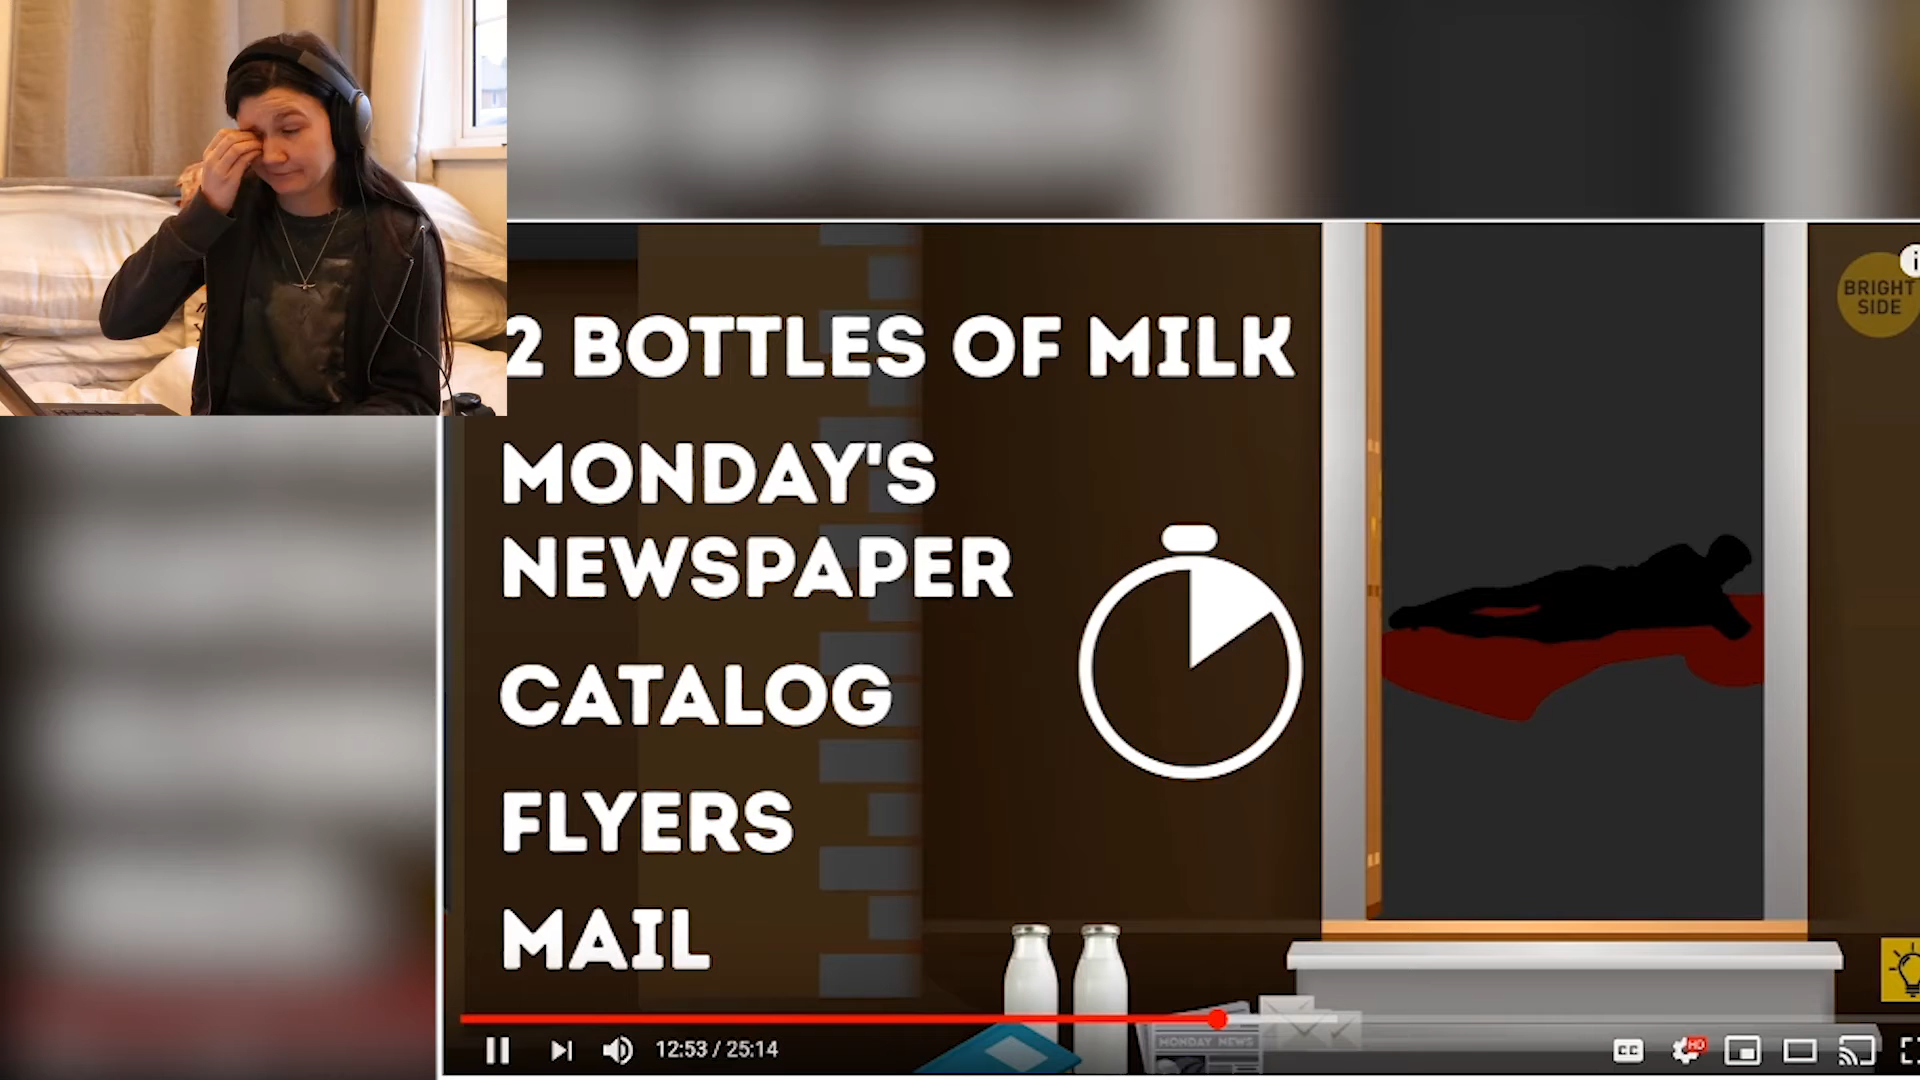 2 BOTTLES OF MILK
MONDAY'S
NEWSPAPER
CATALOG
FLYERS
MAIL
BRIGHT
SIDE
i
MONDAY NEWS
12:53 / 25:14
CC
HD